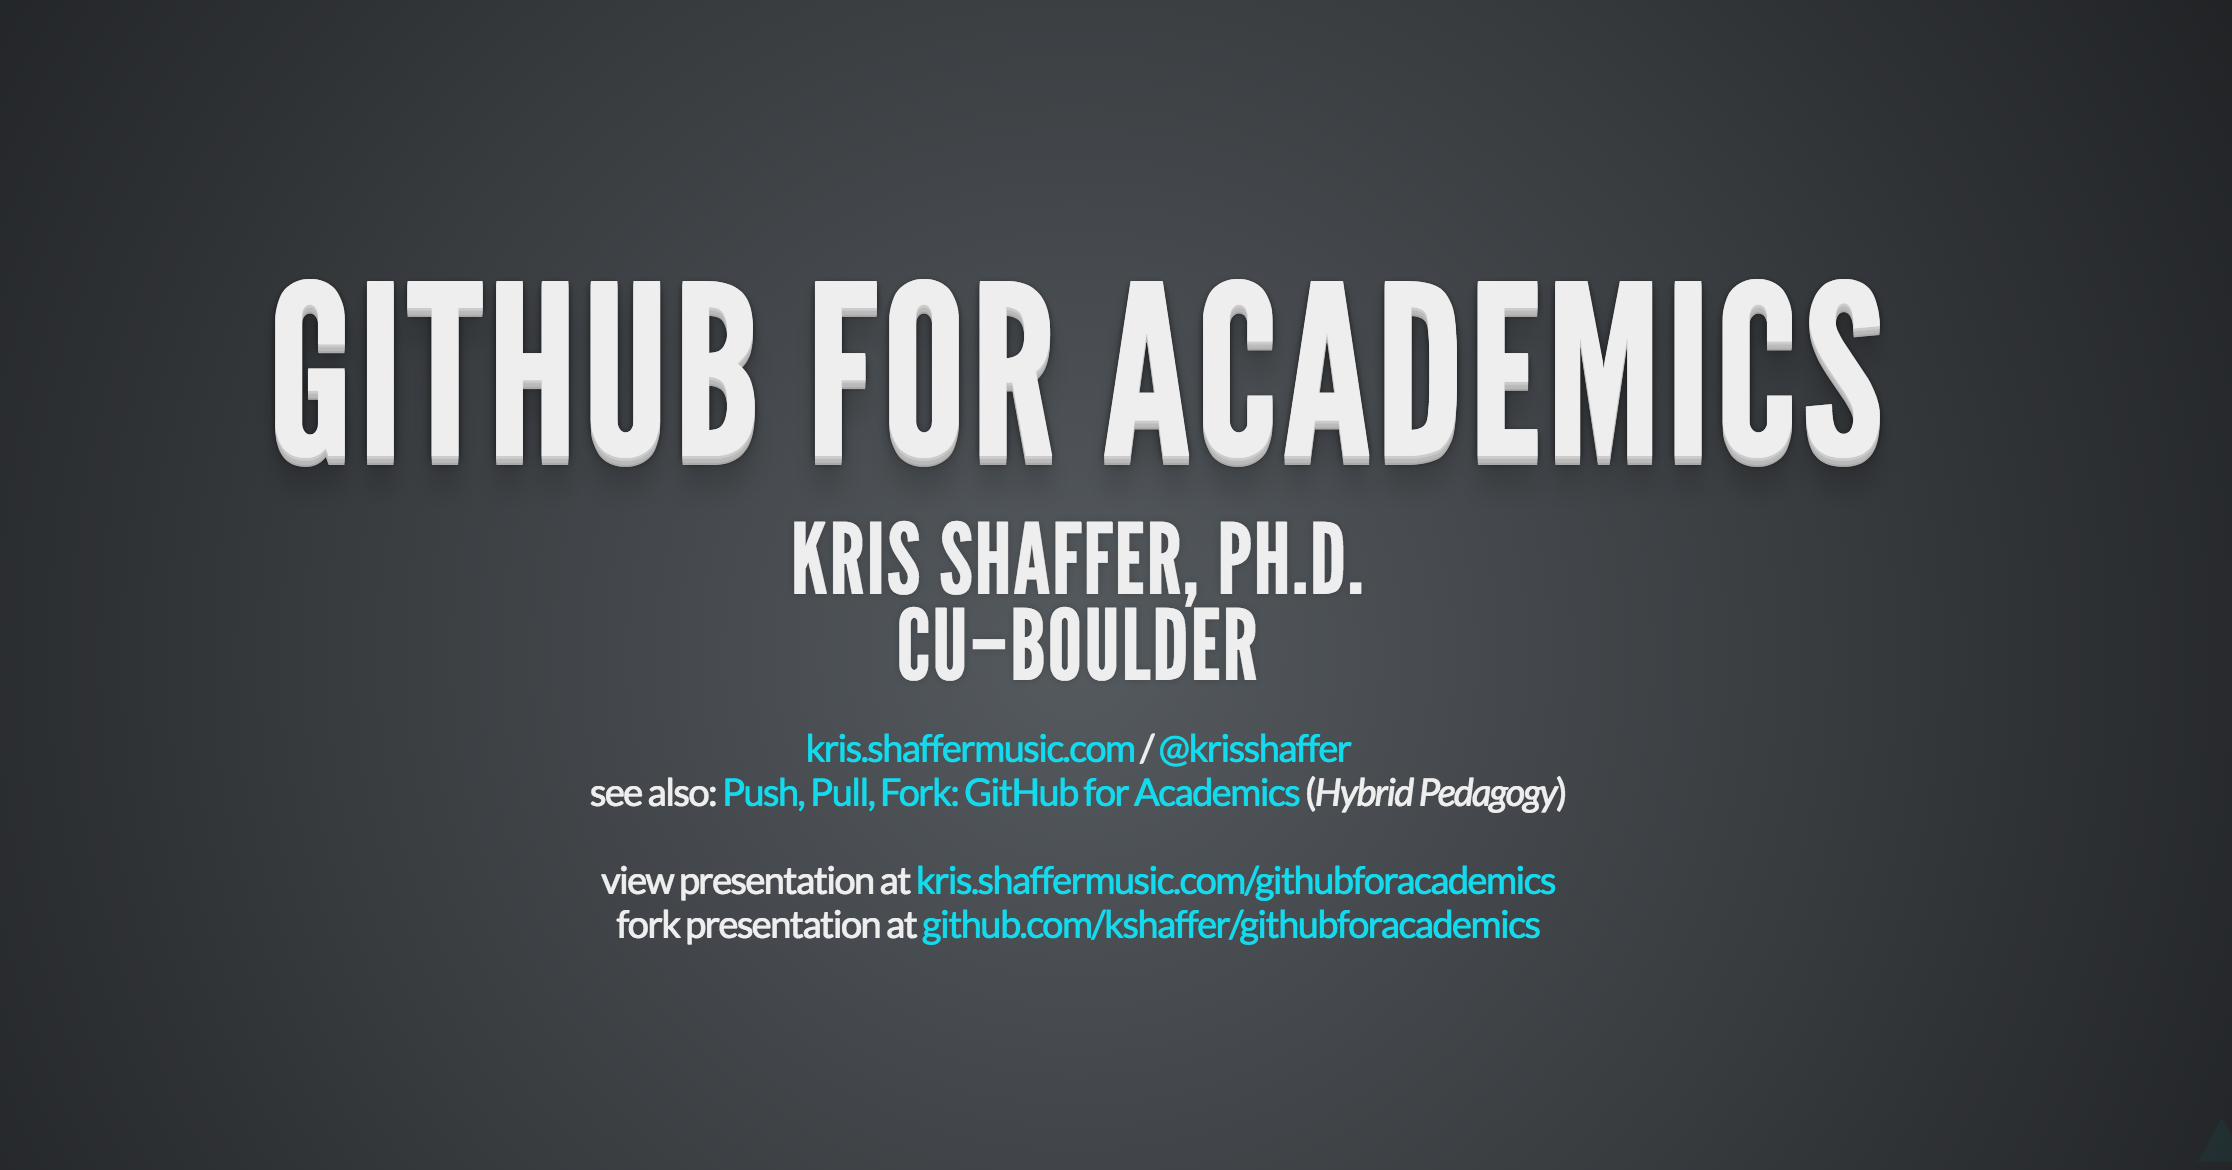 GITHUB FOR ACADEMICS
KRIS SHAFFER, PH.D.
CU—BOULDER
kris.shaffermusic.com / @krisshaffer
see also: Push, Pull, Fork: GitHub for Academics (Hybrid Pedagogy)
view presentation at kris.shaffermusic.com/githubforacademics
fork presentation at github.com/kshaffer/githubforacademics